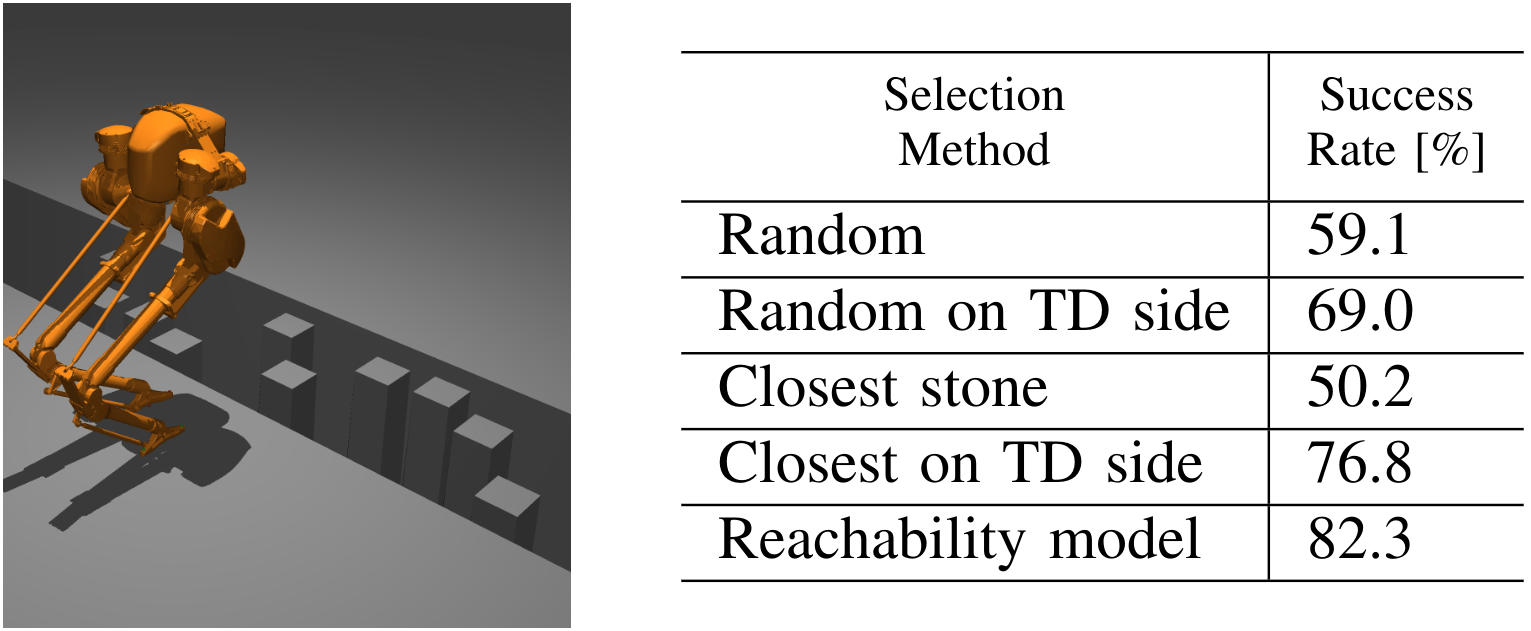 Selection Method | Success Rate [%]
Random | 59.1
Random on TD side | 69.0
Closest stone | 50.2
Closest on TD side | 76.8
Reachability model | 82.3